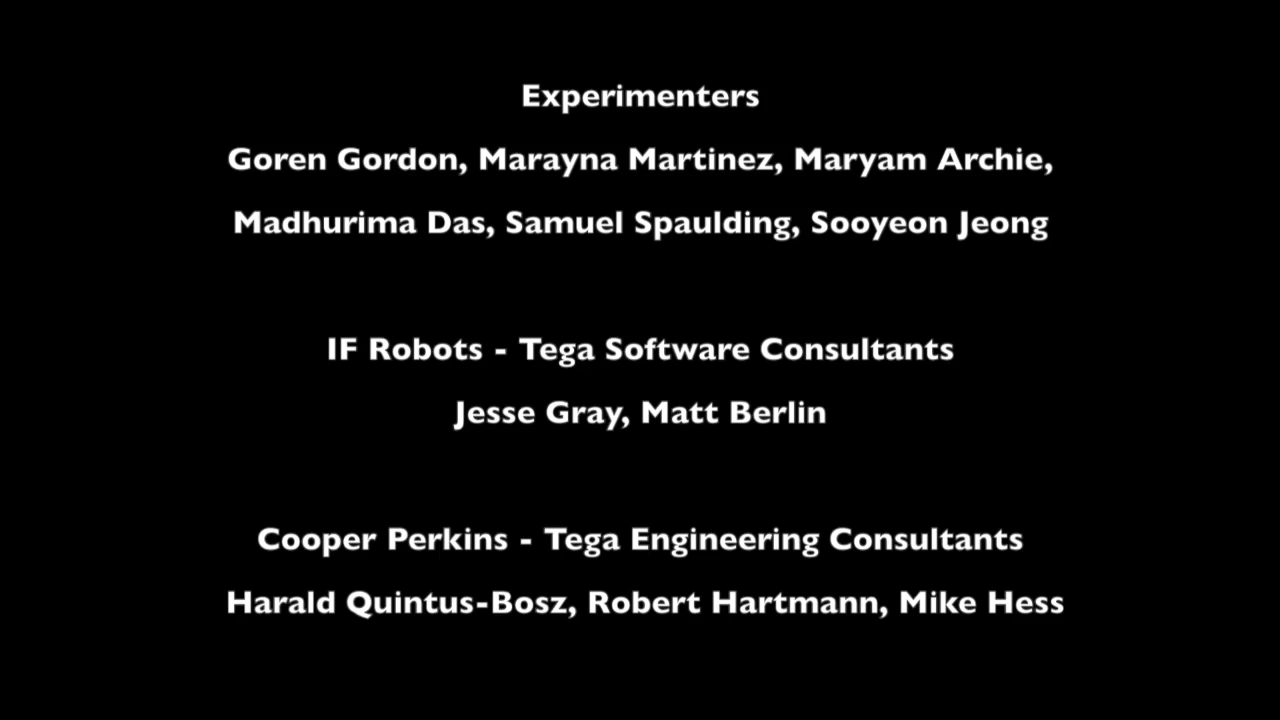 Experimenters
Goren Gordon, Marayna Martinez, Maryam Archie,
Madhurima Das, Samuel Spaulding, Sooyeon Jeong
IF Robots - Tega Software Consultants
Jesse Gray, Matt Berlin
Cooper Perkins - Tega Engineering Consultants
Harald Quintus-Bosz, Robert Hartmann, Mike Hess